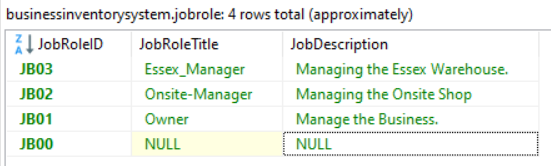 businessinventorysystem.jobrole: 4 rows total (approximately)
ZA JobRoleID JobRoleTitle JobDescription
JB03 Essex_Manager Managing the Essex Warehouse.
JB02 Onsite-Manager Managing the Onsite Shop
JB01 Owner Manage the Business.
JB00 NULL NULL